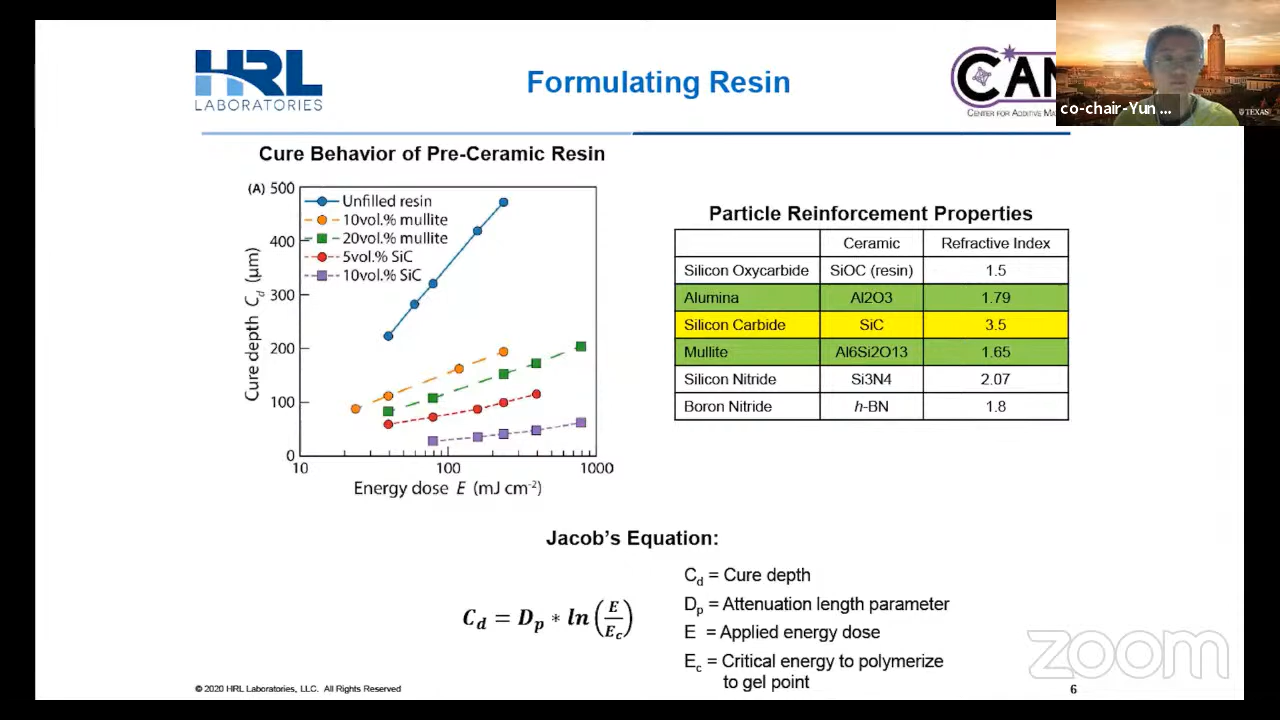 HRL
LABORATORIES
Formulating Resin
CAM
CENTER FOR ADDITIVE MA
co-chair-Yun ...
TEXAS
Cure Behavior of Pre-Ceramic Resin
(A)
500
400
300
200
100
0
Cure depth Cd (μm)
Unfilled resin
10vol.% mullite
20vol.% mullite
5vol.% SiC
10vol.% SiC
10
100
1000
Energy dose E (mJ cm-2)
Particle Reinforcement Properties
Ceramic Refractive Index
Silicon Oxycarbide SiOC (resin) 1.5
Alumina Al2O3 1.79
Silicon Carbide SiC 3.5
Mullite Al6Si2O13 1.65
Silicon Nitride Si3N4 2.07
Boron Nitride h-BN 1.8
Jacob's Equation:
Cd = Dp * ln (E/Ec)
Cd = Cure depth
Dp = Attenuation length parameter
E = Applied energy dose
Ec = Critical energy to polymerize
to gel point
zoom
© 2020 HRL Laboratories, LLC. All Rights Reserved
6